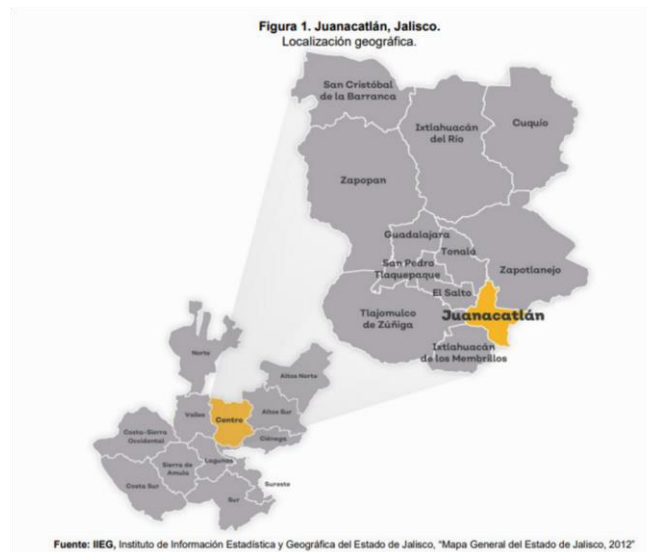 Figura 1. Juanacatlán, Jalisco.
Localización geográfica.
San Cristóbal
de la Barranca
Ixtlahuacán
del Río
Cuquío
Zapopan
Guadalajara
Tonalá
San Pedro
Tlaquepaque
Zapotlanejo
El Salto
Tlajomulco
de Zúñiga
Juanacatlán
Ixtlahuacán
de los Membrillos
Norte
Altos Norte
Valles
Centro
Altos Sur
Costa-Sierra
Occidental
Ciénega
Lagunas
Sierra de
Amula
Costa Sur
Sureste
Sur
Fuente: IIEG, Instituto de Información Estadística y Geográfica del Estado de Jalisco, "Mapa General del Estado de Jalisco, 2012"